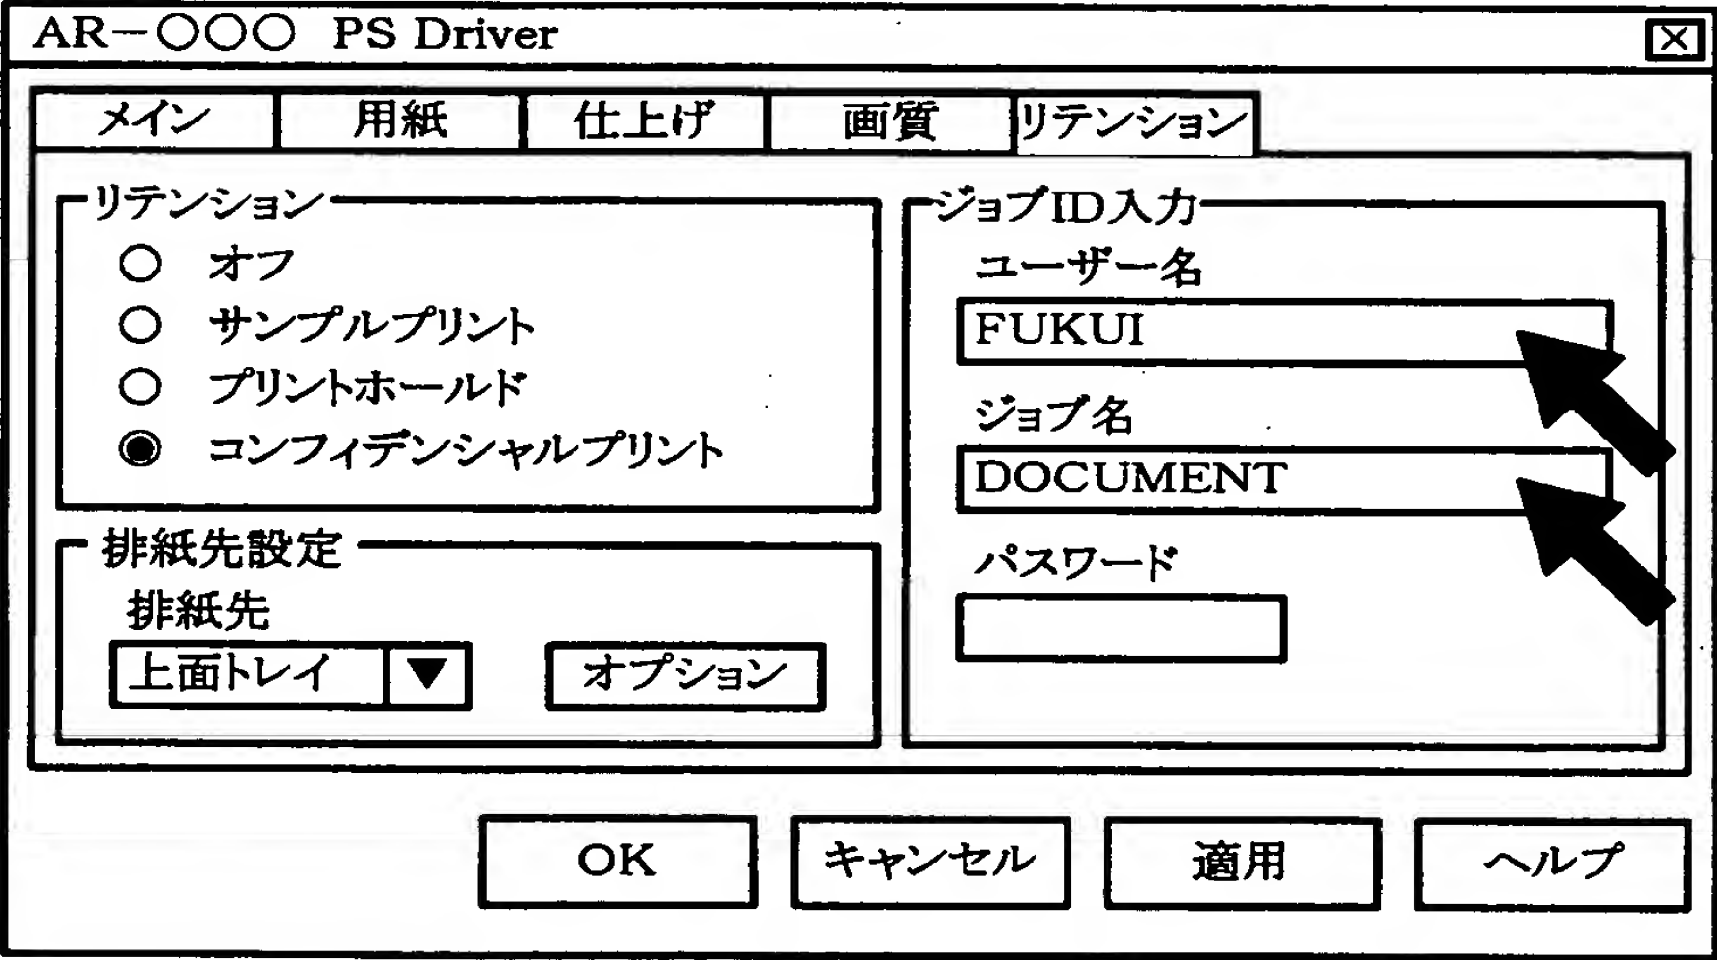 AR−○○○ PS Driver
メイン 用紙 仕上げ 画質 リテンション
リテンション
オフ
サンプルプリント
プリントホールド
コンフィデンシャルプリント
排紙先設定
排紙先
上面トレイ ▼ オプション
ジョブID入力
ユーザー名
FUKUI
ジョブ名
DOCUMENT
パスワード
OK キャンセル 適用 ヘルプ